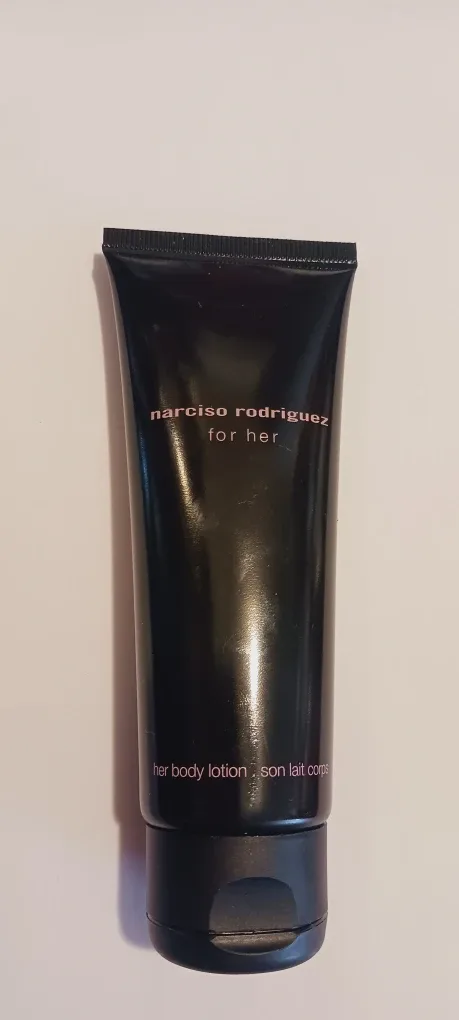 narciso rodriguez
for her
her body lotion . son lait corps